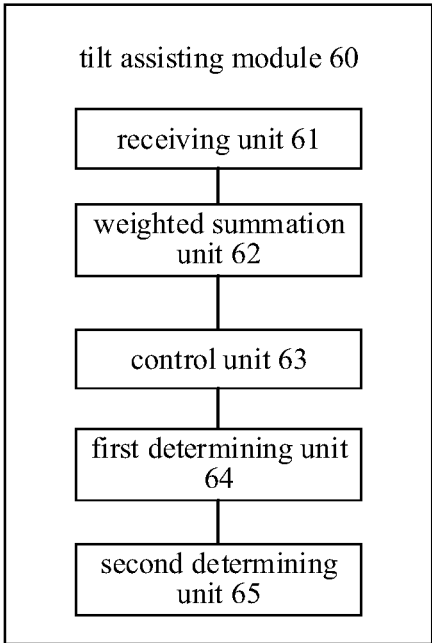 tilt assisting module 60
receiving unit 61
weighted summation
unit 62
control unit 63
first determining unit
64
second determining
unit 65